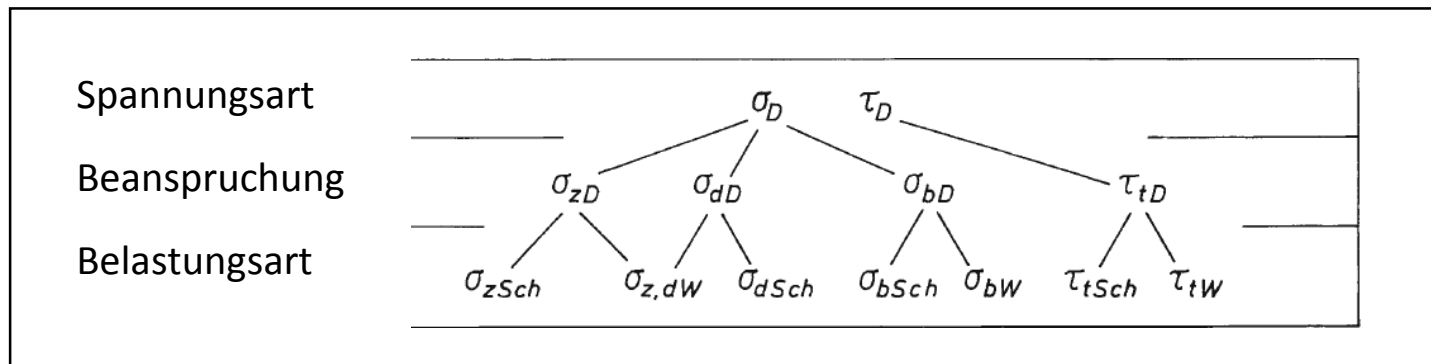 Spannungsart σ_D τ_D
Beanspruchung σ_zD σ_dD σ_bD τ_tD
Belastungsart σ_zSch σ_z,dW σ_dSch σ_bSch σ_bW τ_tSch τ_tW